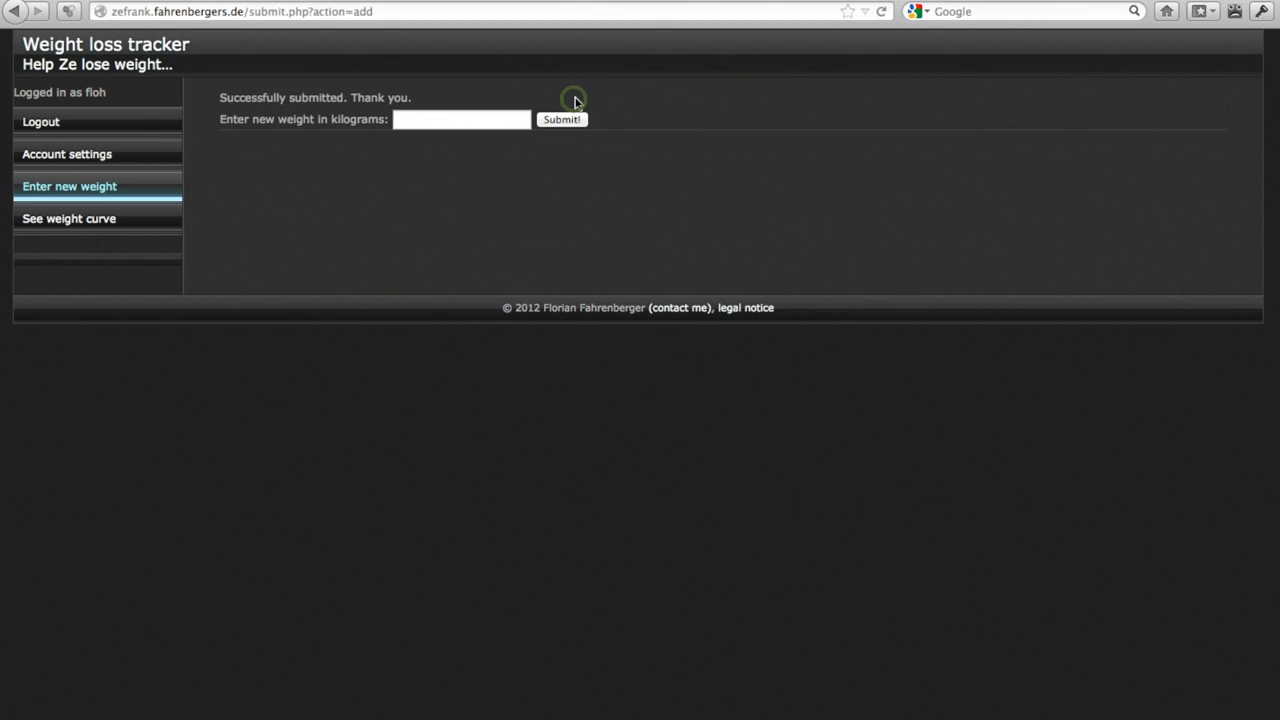 zefrank.fahrenbergers.de/submit.php?action=add
Google
Weight loss tracker
Help Ze lose weight...
Logged in as floh
Logout
Account settings
Enter new weight
See weight curve
Successfully submitted. Thank you.
Enter new weight in kilograms:
Submit!
© 2012 Florian Fahrenberger (contact me), legal notice